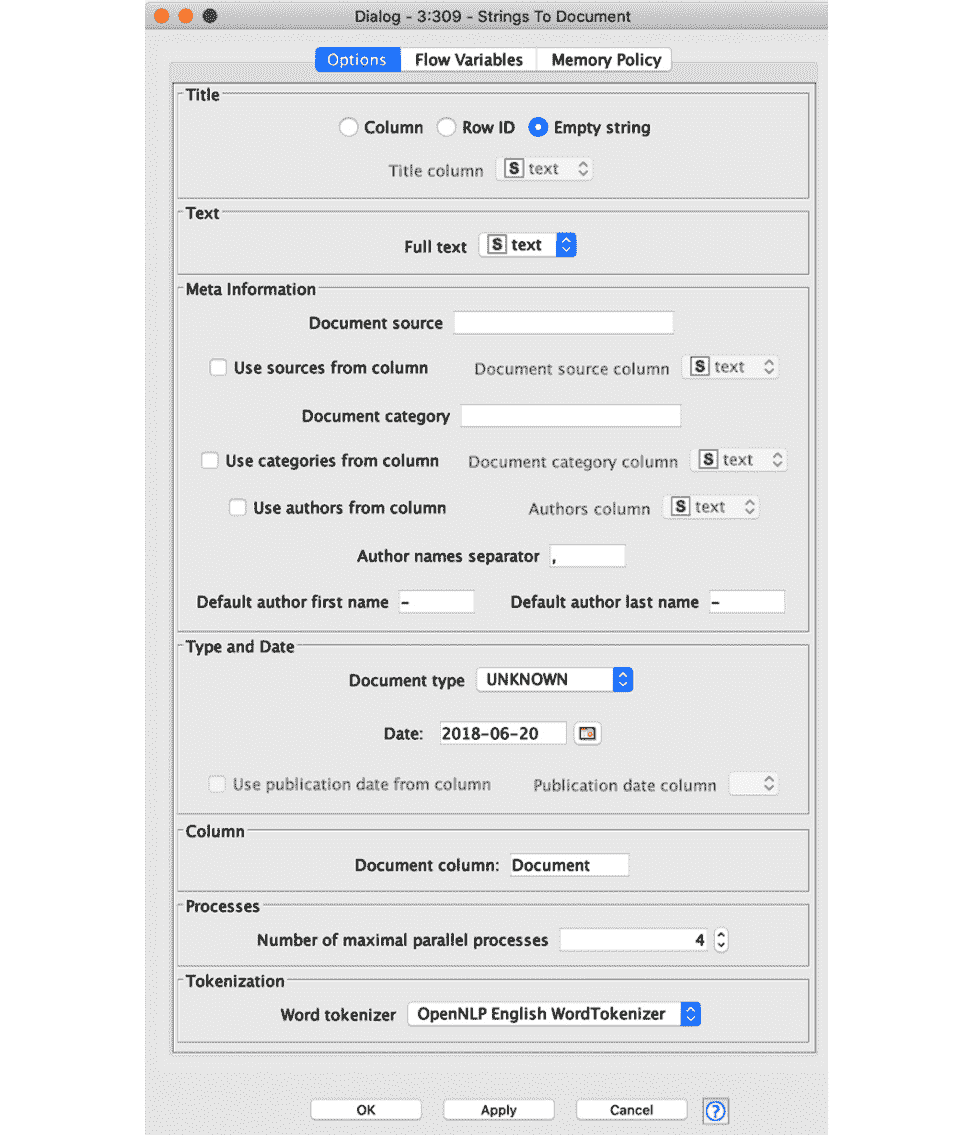 Dialog - 3:309 - Strings To Document
Options Flow Variables Memory Policy
Title
Column Row ID Empty string
Title column S text
Text
Full text S text
Meta Information
Document source
Use sources from column Document source column S text
Document category
Use categories from column Document category column S text
Use authors from column Authors column S text
Author names separator ,
Default author first name - Default author last name -
Type and Date
Document type UNKNOWN
Date: 2018-06-20
Use publication date from column Publication date column
Column
Document column: Document
Processes
Number of maximal parallel processes 4
Tokenization
Word tokenizer OpenNLP English WordTokenizer
OK Apply Cancel ?